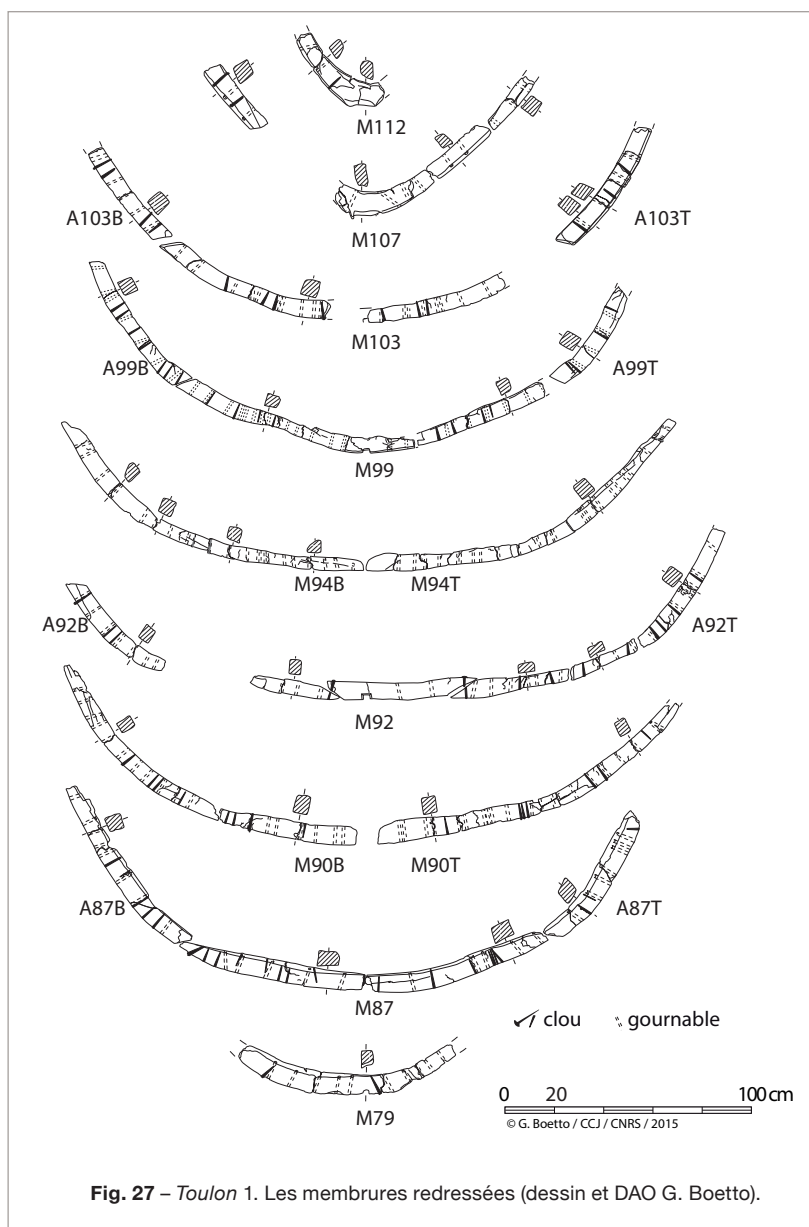 M112
M107
A103B
A103T
M103
A99B
A99T
M99
M94B M94T
A92B
A92T
M92
M90B M90T
A87B
A87T
M87
clou gournable
M79
0 20 100 cm
© G. Boetto / CCJ / CNRS / 2015
Fig. 27 – Toulon 1. Les membrures redressées (dessin et DAO G. Boetto).